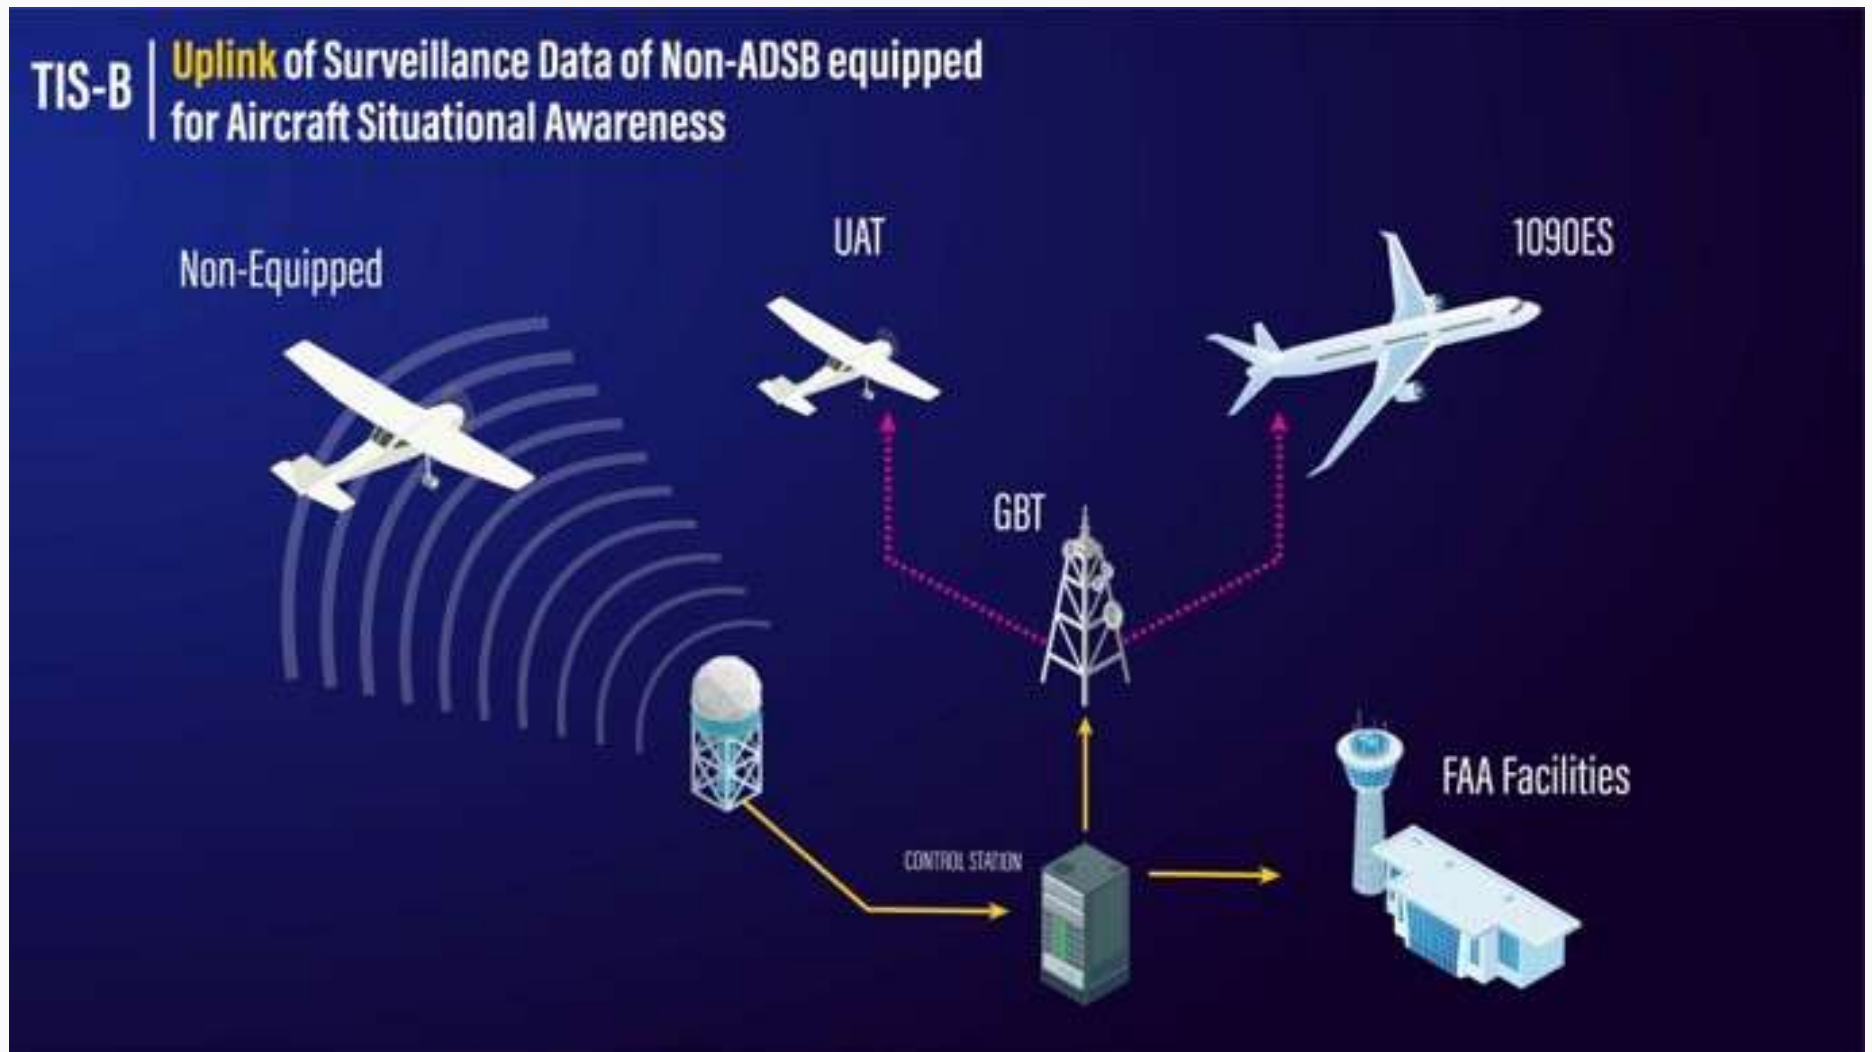 TIS-B
Uplink of Surveillance Data of Non-ADSB equipped
for Aircraft Situational Awareness
Non-Equipped
UAT
1090ES
GBT
FAA Facilities
CONTROL STATION